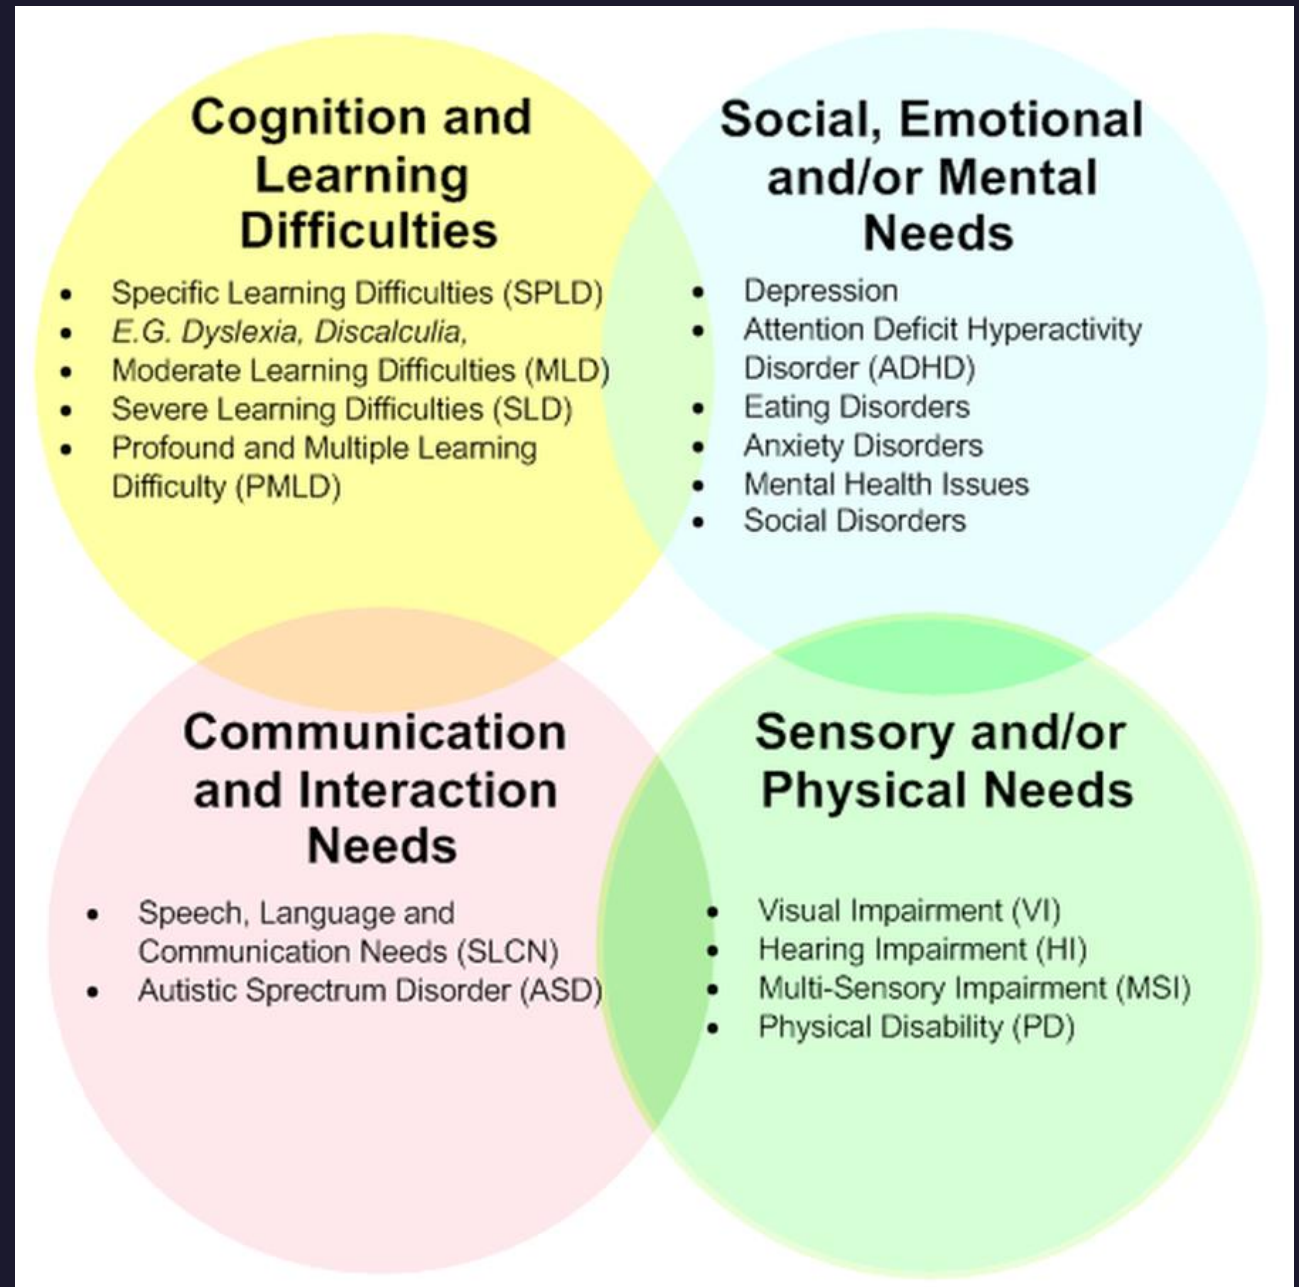 Cognition and
Learning
Difficulties
• Specific Learning Difficulties (SPLD)
• E.G. Dyslexia, Discalculia,
• Moderate Learning Difficulties (MLD)
• Severe Learning Difficulties (SLD)
• Profound and Multiple Learning
Difficulty (PMLD)
Social, Emotional
and/or Mental
Needs
• Depression
• Attention Deficit Hyperactivity
Disorder (ADHD)
• Eating Disorders
• Anxiety Disorders
• Mental Health Issues
• Social Disorders
Communication
and Interaction
Needs
• Speech, Language and
Communication Needs (SLCN)
• Autistic Sprectrum Disorder (ASD)
Sensory and/or
Physical Needs
• Visual Impairment (VI)
• Hearing Impairment (HI)
• Multi-Sensory Impairment (MSI)
• Physical Disability (PD)